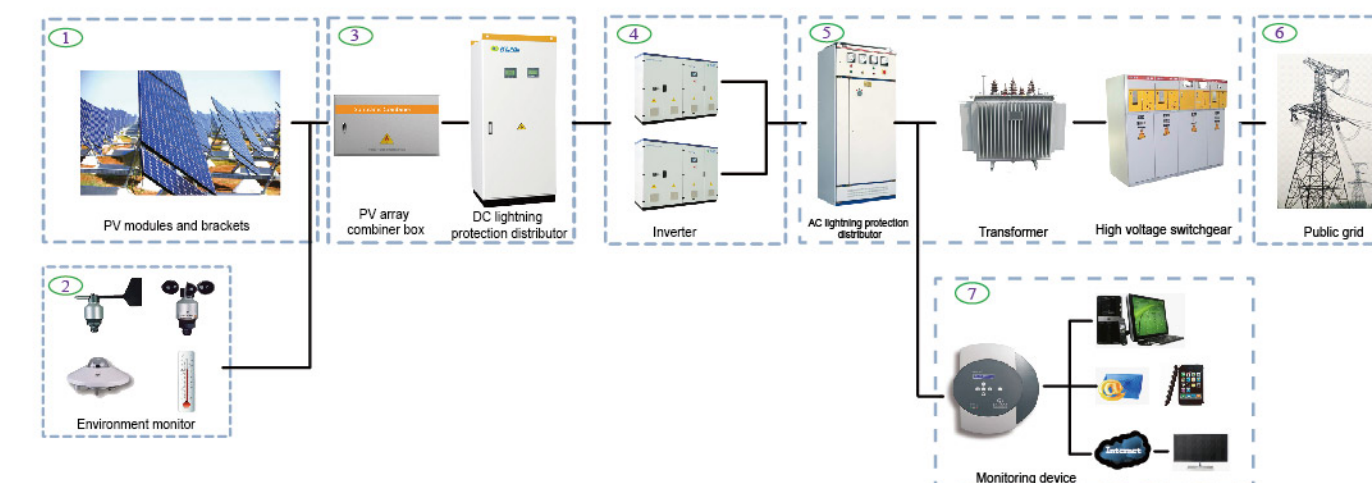 1
PV modules and brackets
2
Environment monitor
3
PV array
combiner box
DC lightning
protection distributor
4
Inverter
5
AC lightning protection
distributor
Transformer
High voltage switchgear
6
Public grid
7
Internet
Monitoring device